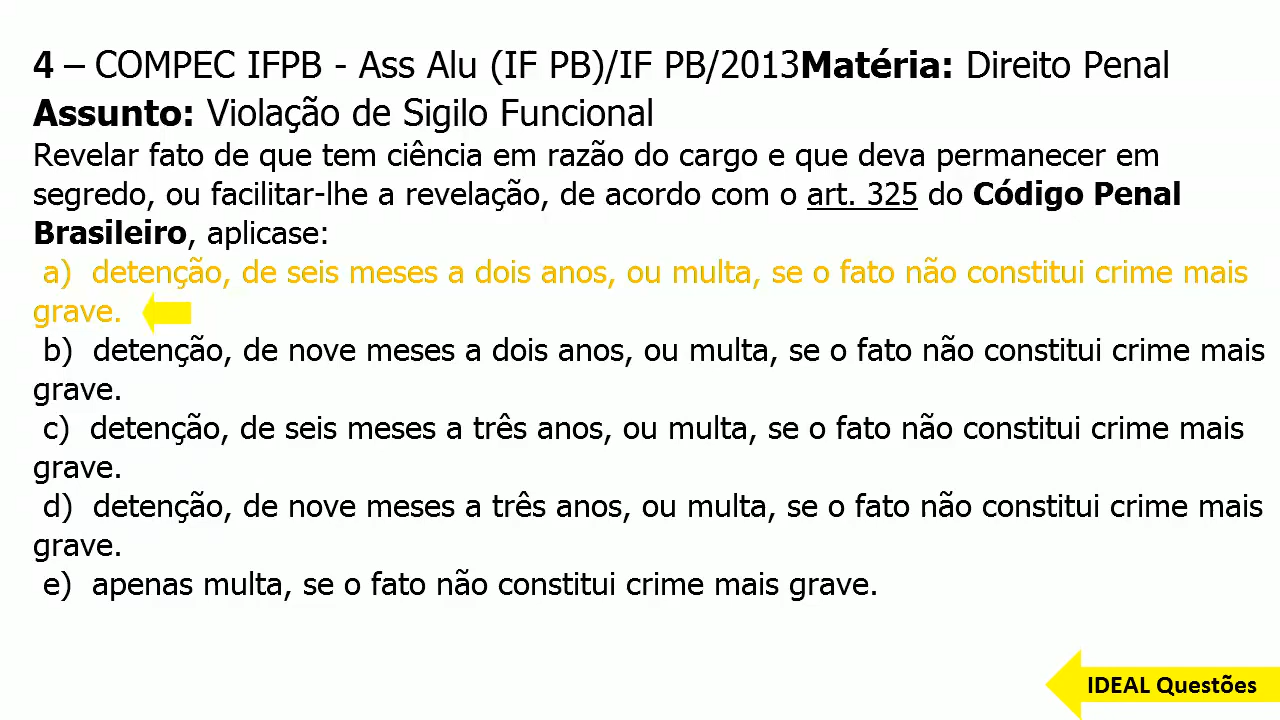 4 – COMPEC IFPB - Ass Alu (IF PB)/IF PB/2013Matéria: Direito Penal
Assunto: Violação de Sigilo Funcional
Revelar fato de que tem ciência em razão do cargo e que deva permanecer em
segredo, ou facilitar-lhe a revelação, de acordo com o art. 325 do Código Penal
Brasileiro, aplicase:
a) detenção, de seis meses a dois anos, ou multa, se o fato não constitui crime mais
grave.
b) detenção, de nove meses a dois anos, ou multa, se o fato não constitui crime mais
grave.
c) detenção, de seis meses a três anos, ou multa, se o fato não constitui crime mais
grave.
d) detenção, de nove meses a três anos, ou multa, se o fato não constitui crime mais
grave.
e) apenas multa, se o fato não constitui crime mais grave.
IDEAL Questões